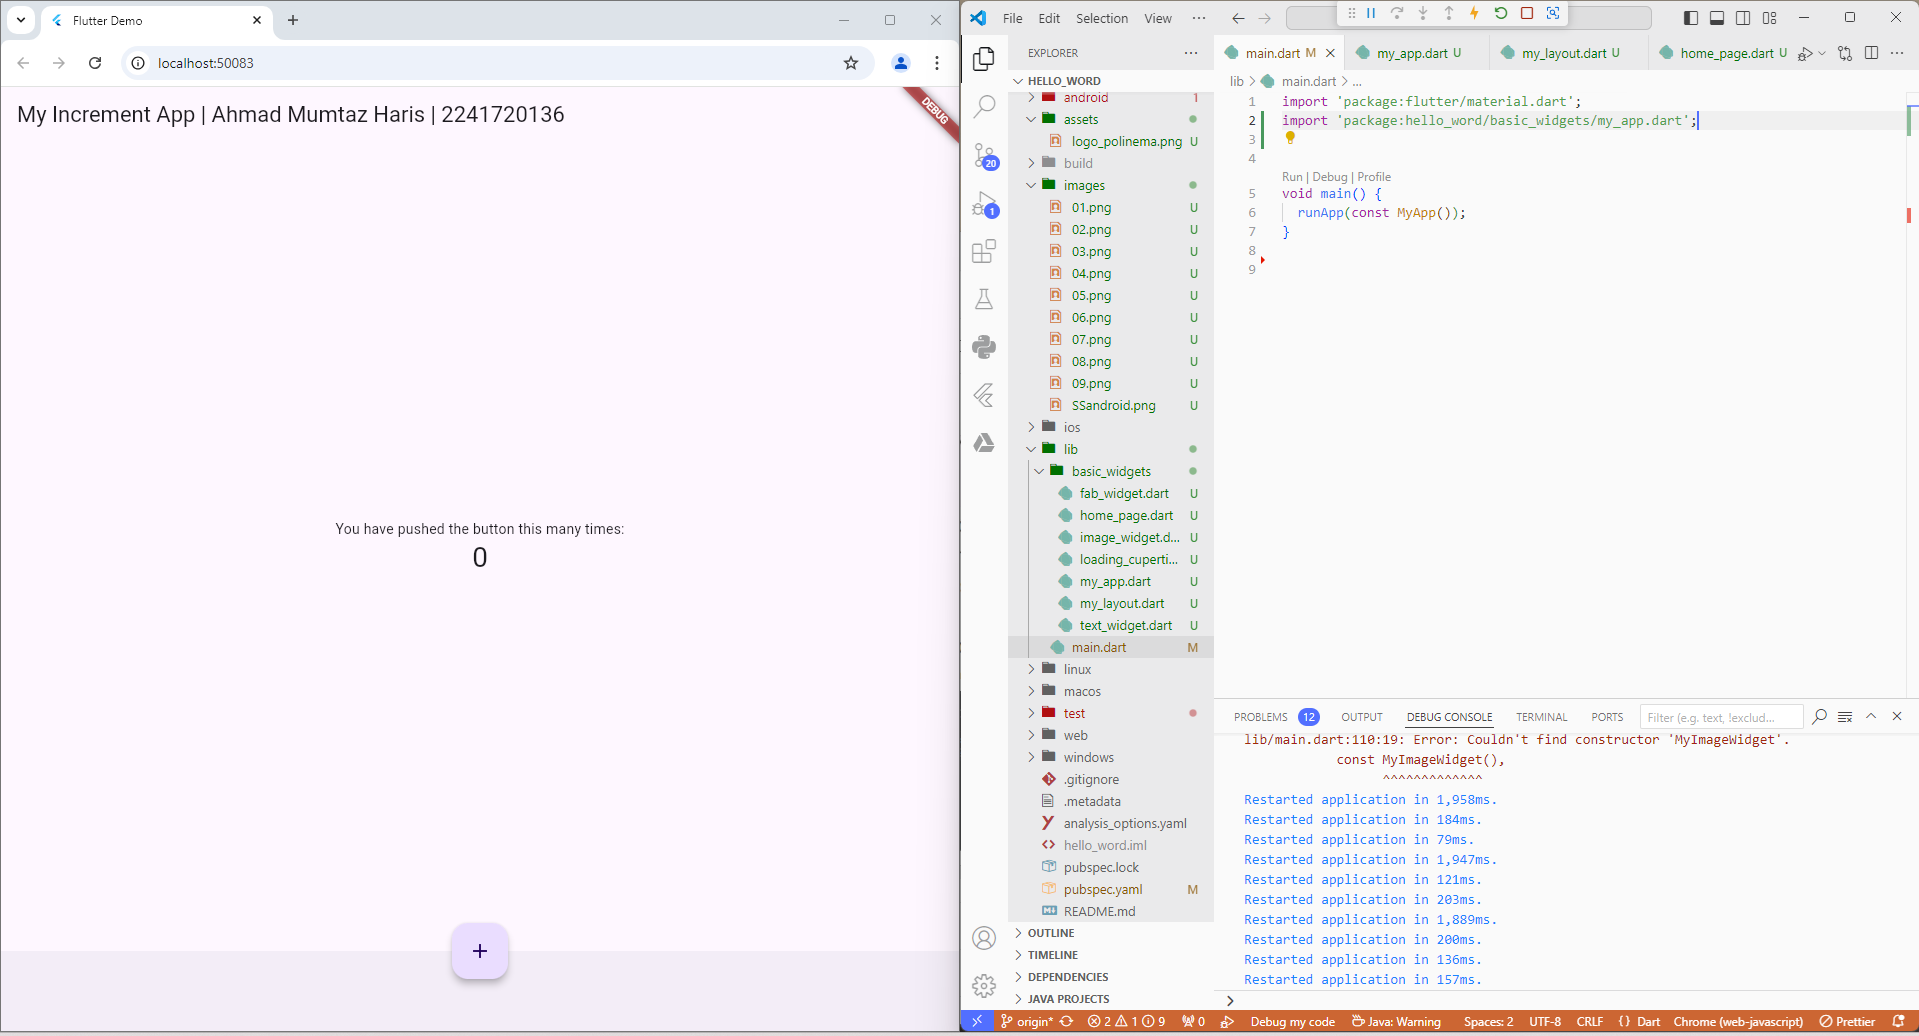 Flutter Demo
localhost:50083
DEBUG
My Increment App | Ahmad Mumtaz Haris | 2241720136
You have pushed the button this many times:
0
+
File Edit Selection View ...
EXPLORER ...
HELLO_WORD
android 1
assets
logo_polinema.png U
build
images
01.png U
02.png U
03.png U
04.png U
05.png U
06.png U
07.png U
08.png U
09.png U
SSandroid.png U
ios
lib
basic_widgets
fab_widget.dart U
home_page.dart U
image_widget.d... U
loading_cuperti... U
my_app.dart U
my_layout.dart U
text_widget.dart U
main.dart M
linux
macos
test
web
windows
.gitignore
.metadata
analysis_options.yaml
hello_word.iml
pubspec.lock
pubspec.yaml M
README.md
OUTLINE
TIMELINE
DEPENDENCIES
JAVA PROJECTS
20
1
main.dart M my_app.dart U my_layout.dart U home_page.dart U
lib > main.dart > ...
1 import 'package:flutter/material.dart';
2 import 'package:hello_word/basic_widgets/my_app.dart';
3
4
Run | Debug | Profile
5 void main() {
6 runApp(const MyApp());
7 }
8
9
PROBLEMS 12 OUTPUT DEBUG CONSOLE TERMINAL PORTS Filter (e.g. text, !exclud...
lib/main.dart:110:19: Error: Couldn't find constructor 'MyImageWidget'.
const MyImageWidget(),
^^^^^^^^^^^^^
Restarted application in 1,958ms.
Restarted application in 184ms.
Restarted application in 79ms.
Restarted application in 1,947ms.
Restarted application in 121ms.
Restarted application in 203ms.
Restarted application in 1,889ms.
Restarted application in 200ms.
Restarted application in 136ms.
Restarted application in 157ms.
>
origin* 2 1 9 0 Debug my code Java: Warning Spaces: 2 UTF-8 CRLF { } Dart Chrome (web-javascript) Prettier